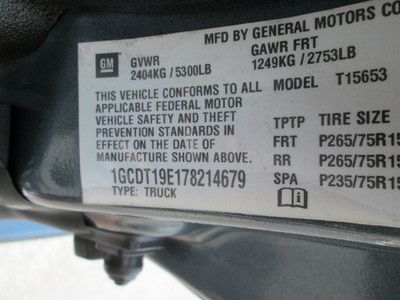 MFD BY GENERAL MOTORS CO
GM GVWR GAWR FRT
2404KG / 5300LB 1249KG / 2753LB
THIS VEHICLE CONFORMS TO ALL MODEL T15653
APPLICABLE FEDERAL MOTOR
VEHICLE SAFETY AND THEFT TPTP TIRE SIZE
PREVENTION STANDARDS IN FRT P265/75R15
EFFECT ON THE DATE OF RR P265/75R15
MANUFACTURE SHOWN ABOVE.
1GCDT19E178214679 SPA P235/75R15
TYPE: TRUCK